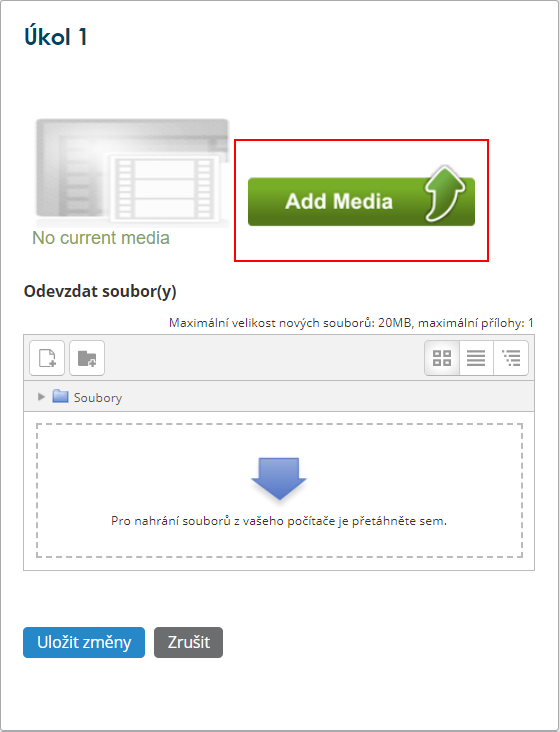 Úkol 1
Add Media
No current media
Odevzdat soubor(y)
Maximální velikost nových souborů: 20MB, maximální přílohy: 1
Soubory
Pro nahrání souborů z vašeho počítače je přetáhněte sem.
Uložit změny
Zrušit